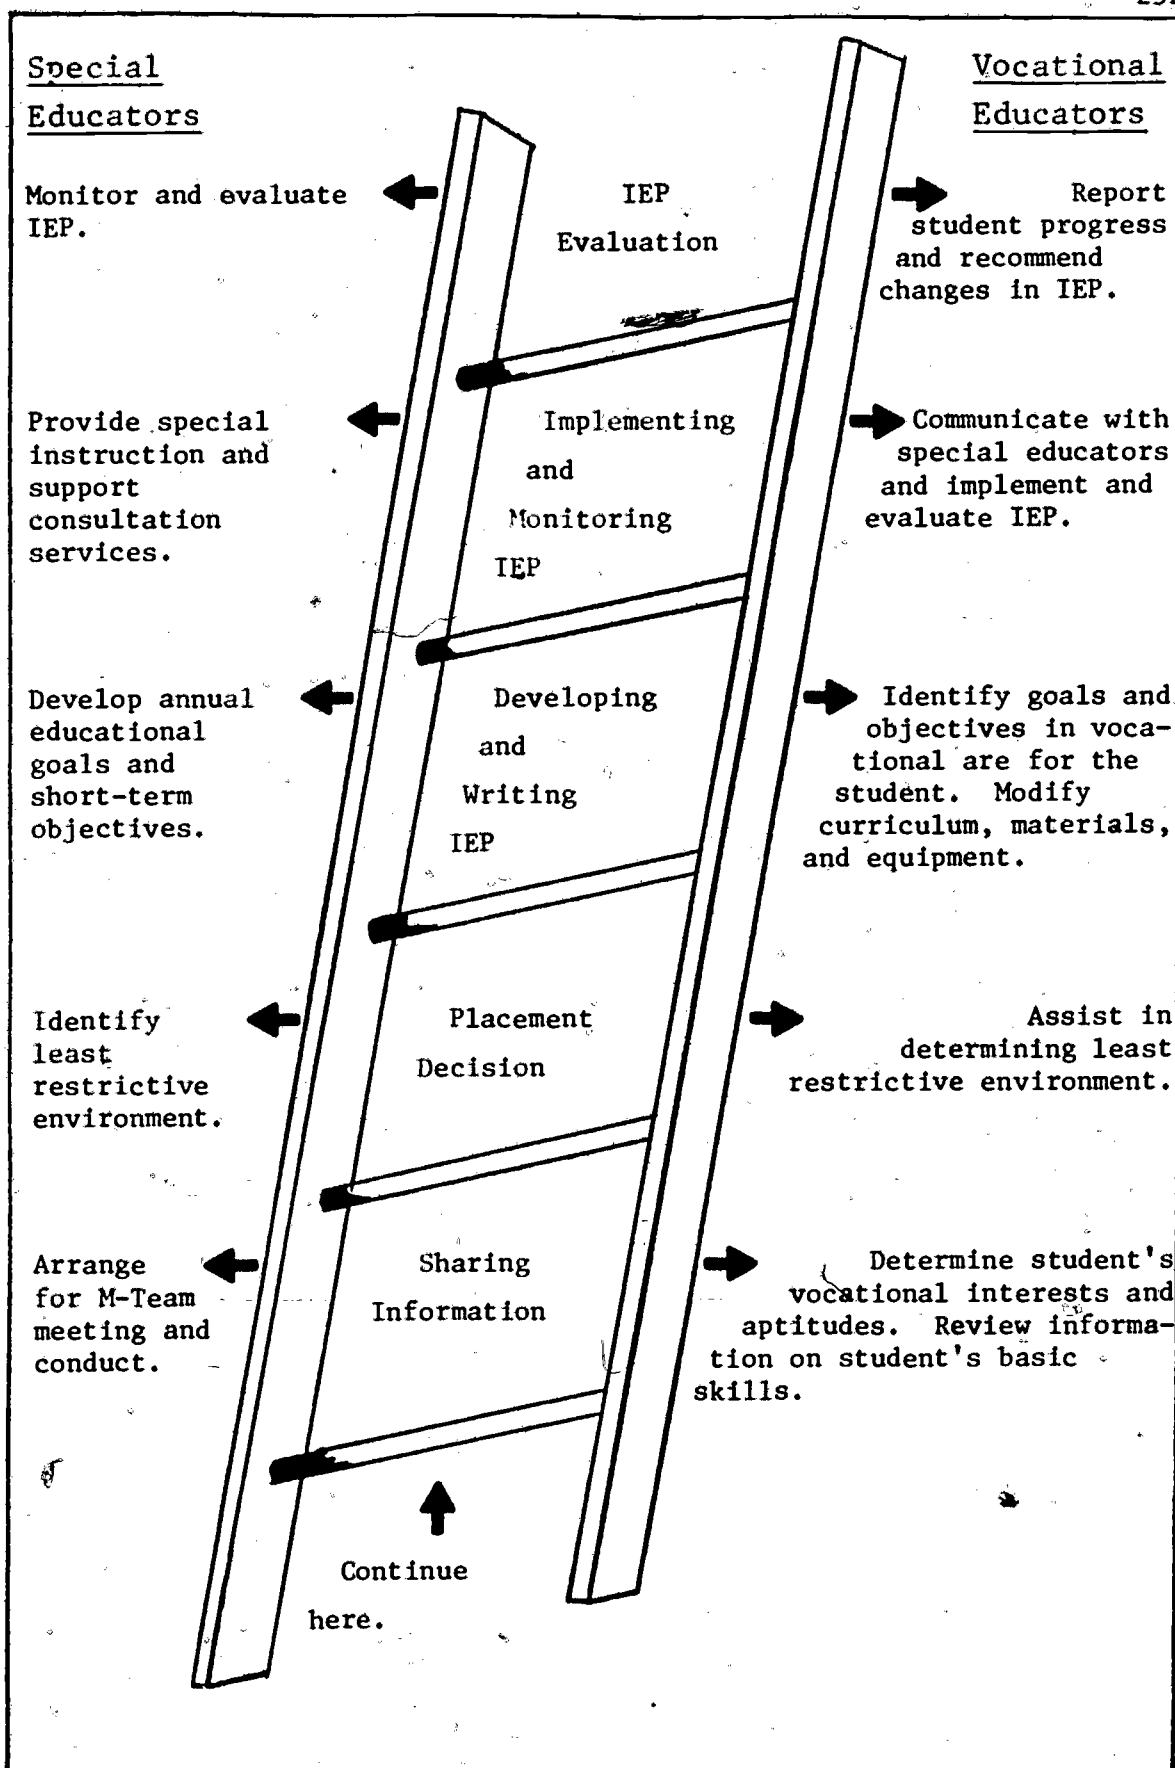 Special
Educators
Vocational
Educators
Monitor and evaluate
IEP.
IEP
Evaluation
Report
student progress
and recommend
changes in IEP.
Provide special
instruction and
support
consultation
services.
Implementing
and
Monitoring
IEP
Communicate with
special educators
and implement and
evaluate IEP.
Develop annual
educational
goals and
short-term
objectives.
Developing
and
Writing
IEP
Identify goals and
objectives in voca-
tional are for the
student. Modify
curriculum, materials,
and equipment.
Identify
least
restrictive
environment.
Placement
Decision
Assist in
determining least
restrictive environment.
Arrange
for M-Team
meeting and
conduct.
Sharing
Information
Determine student's
vocational interests and
aptitudes. Review informa-
tion on student's basic
skills.
Continue
here.